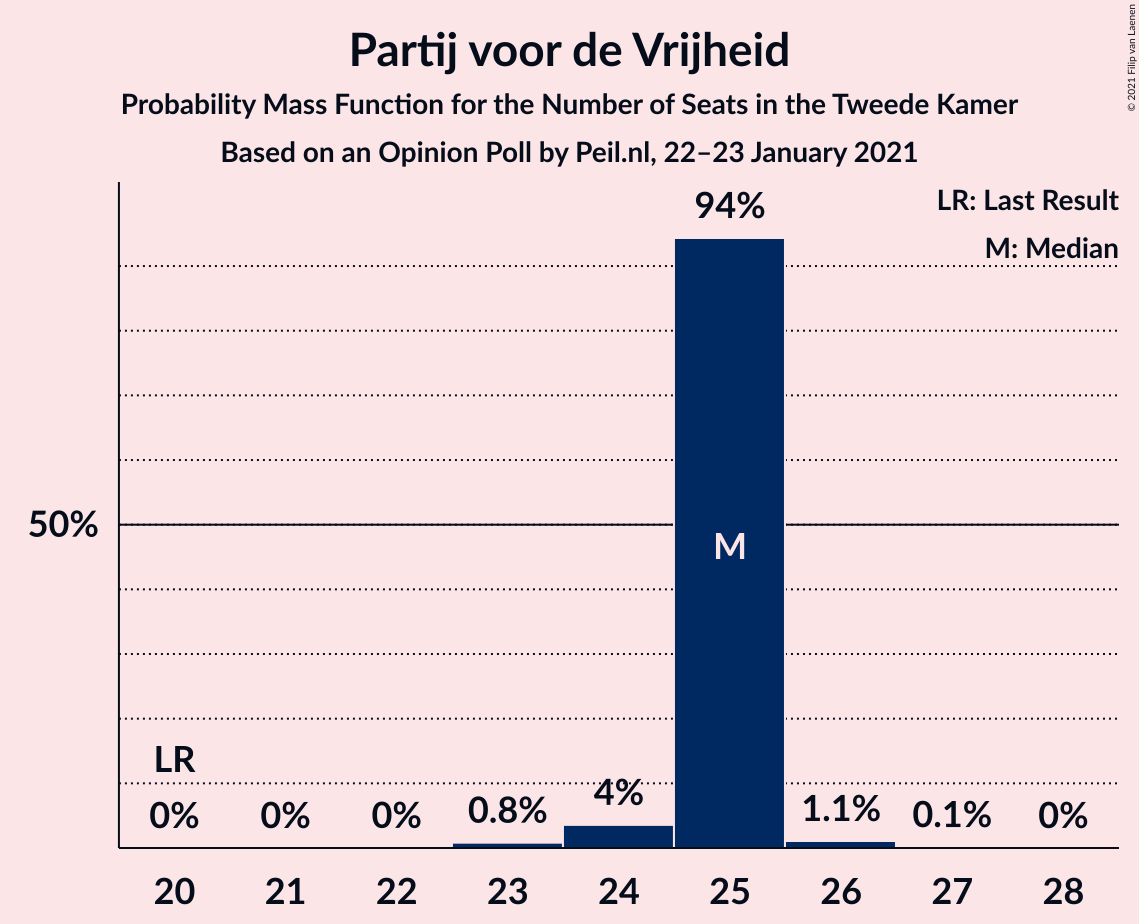 Partij voor de Vrijheid
Probability Mass Function for the Number of Seats in the Tweede Kamer
Based on an Opinion Poll by Peil.nl, 22–23 January 2021
© 2021 Filip van Laenen
LR: Last Result
M: Median
94%
50%
M
LR
0%
0%
0%
0.8%
4%
1.1%
0.1%
0%
20
21
22
23
24
25
26
27
28